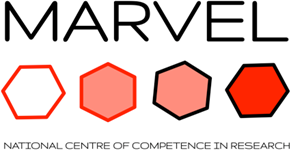 MARVEL
NATIONAL CENTRE OF COMPETENCE IN RESEARCH